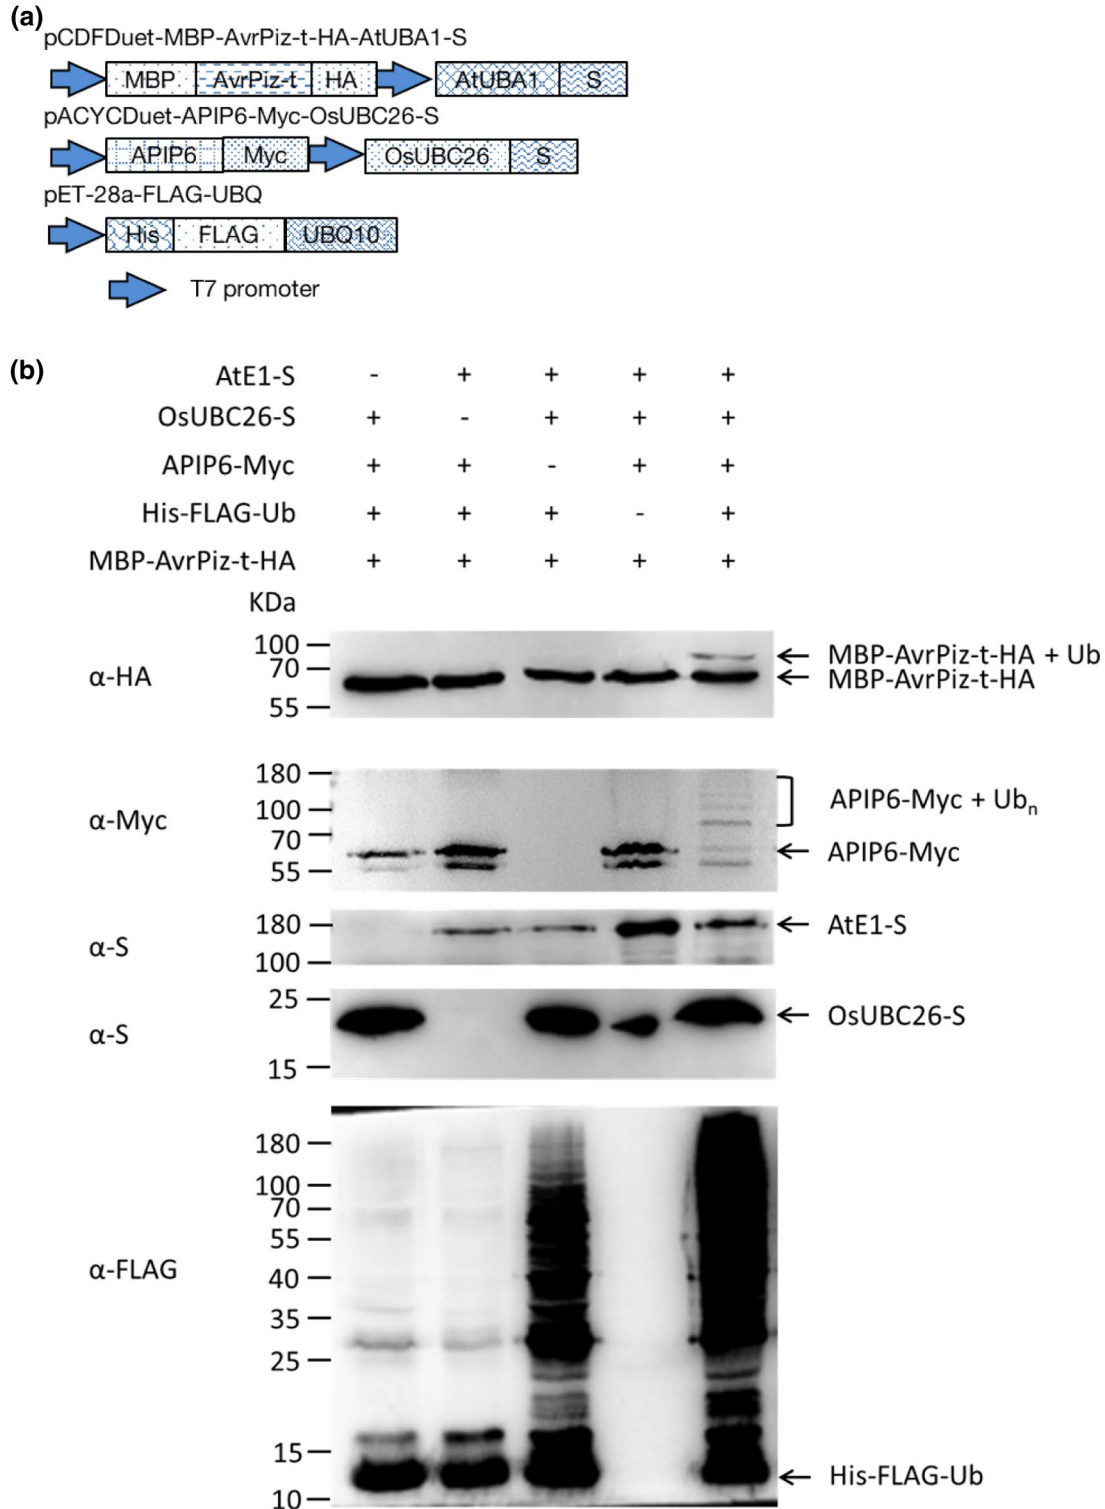 (a)
pCDFDuet-MBP-AvrPiz-t-HA-AtUBA1-S
MBP AvrPiz-t HA AtUBA1 S
pACYCDuet-APIP6-Myc-OsUBC26-S
APIP6 Myc OsUBC26 S
pET-28a-FLAG-UBQ
His FLAG UBQ10
T7 promoter
(b)
AtE1-S - + + + +
OsUBC26-S + - + + +
APIP6-Myc + + - + +
His-FLAG-Ub + + + - +
MBP-AvrPiz-t-HA + + + + +
KDa
α-HA
100
70
55
MBP-AvrPiz-t-HA + Ub
MBP-AvrPiz-t-HA
α-Myc
180
100
70
55
APIP6-Myc + Ubn
APIP6-Myc
α-S
180
100
AtE1-S
α-S
25
15
OsUBC26-S
α-FLAG
180
100
70
55
40
35
25
15
10
His-FLAG-Ub